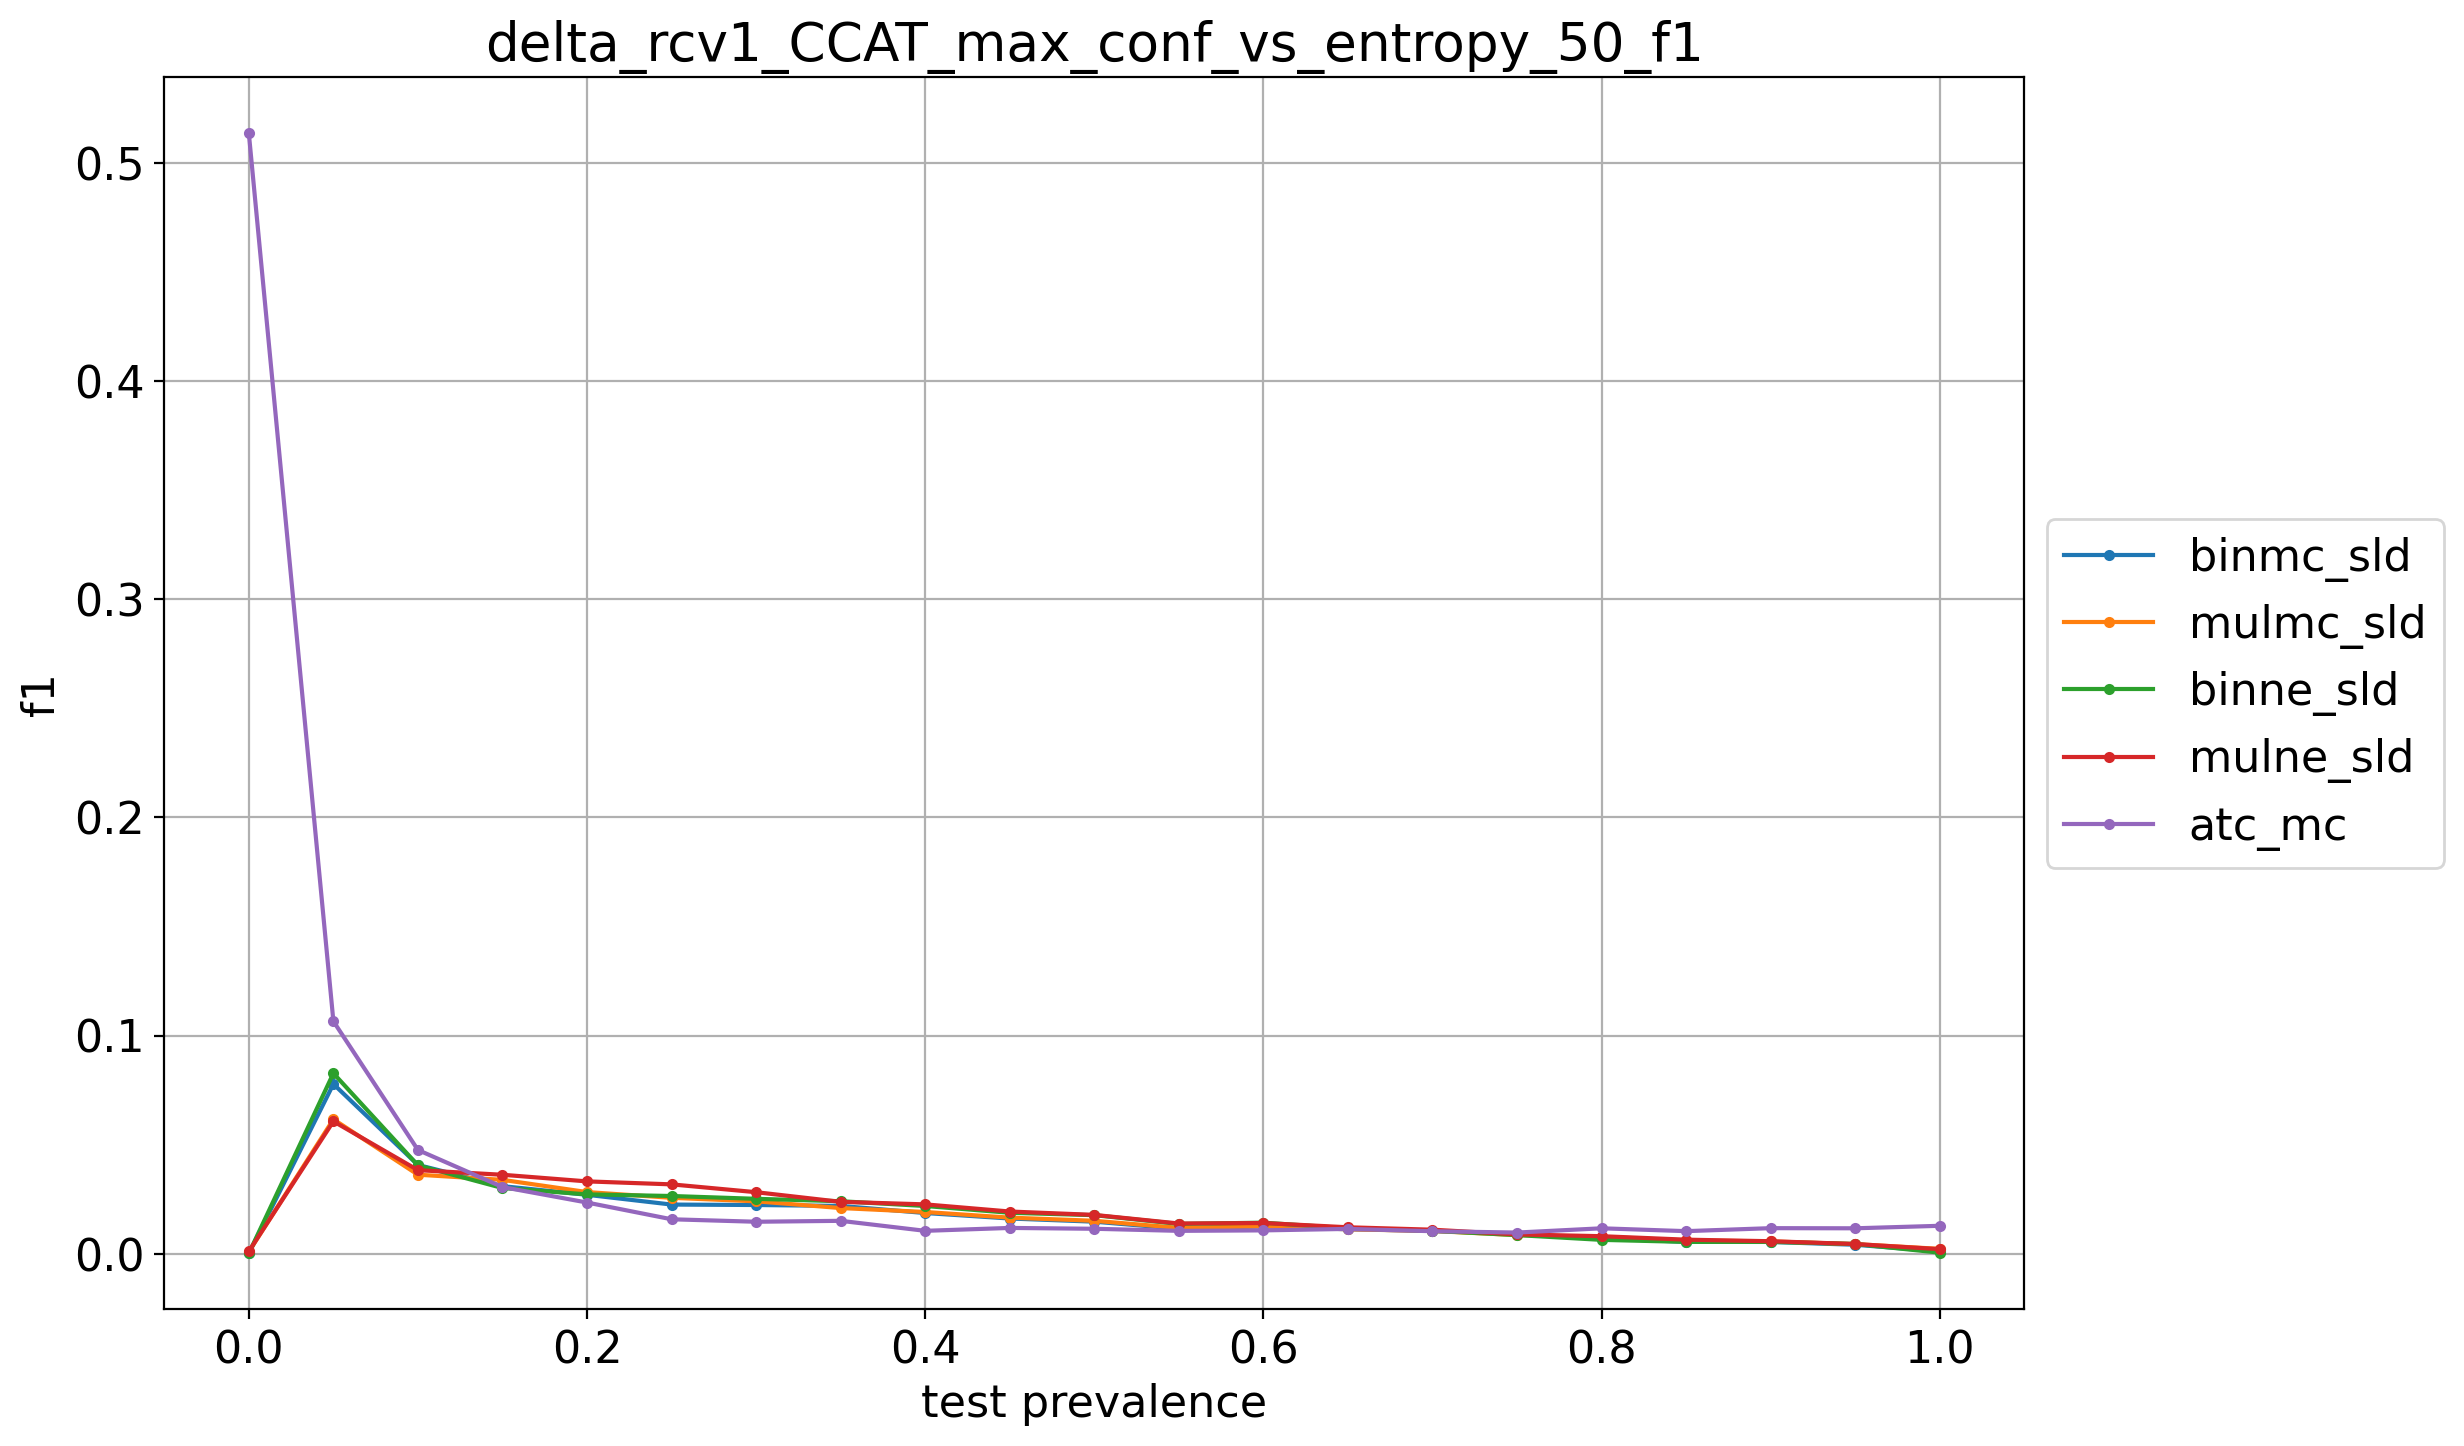 delta_rcv1_CCAT_max_conf_vs_entropy_50_f1
0.5
0.4
0.3
0.2
0.1
0.0
f1
0.0 0.2 0.4 0.6 0.8 1.0
test prevalence
binmc_sld
mulmc_sld
binne_sld
mulne_sld
atc_mc